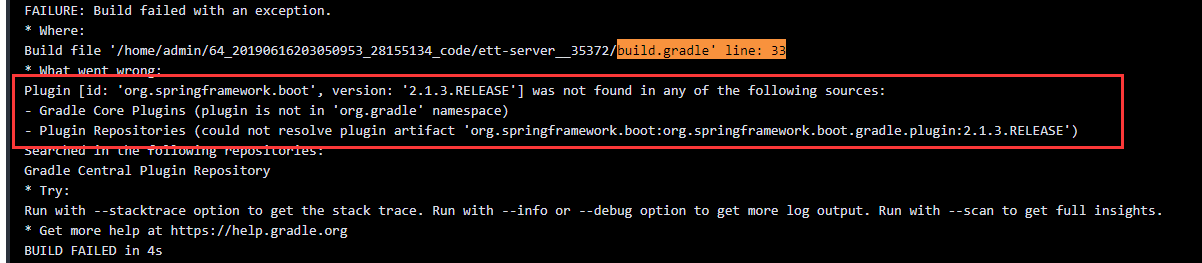 FAILURE: Build failed with an exception.
* Where:
Build file '/home/admin/64_20190616203050953_28155134_code/ett-server__35372/build.gradle' line: 33
* What went wrong:
Plugin [id: 'org.springframework.boot', version: '2.1.3.RELEASE'] was not found in any of the following sources:
- Gradle Core Plugins (plugin is not in 'org.gradle' namespace)
- Plugin Repositories (could not resolve plugin artifact 'org.springframework.boot:org.springframework.boot.gradle.plugin:2.1.3.RELEASE')
Searched in the following repositories:
Gradle Central Plugin Repository
* Try:
Run with --stacktrace option to get the stack trace. Run with --info or --debug option to get more log output. Run with --scan to get full insights.
* Get more help at https://help.gradle.org
BUILD FAILED in 4s